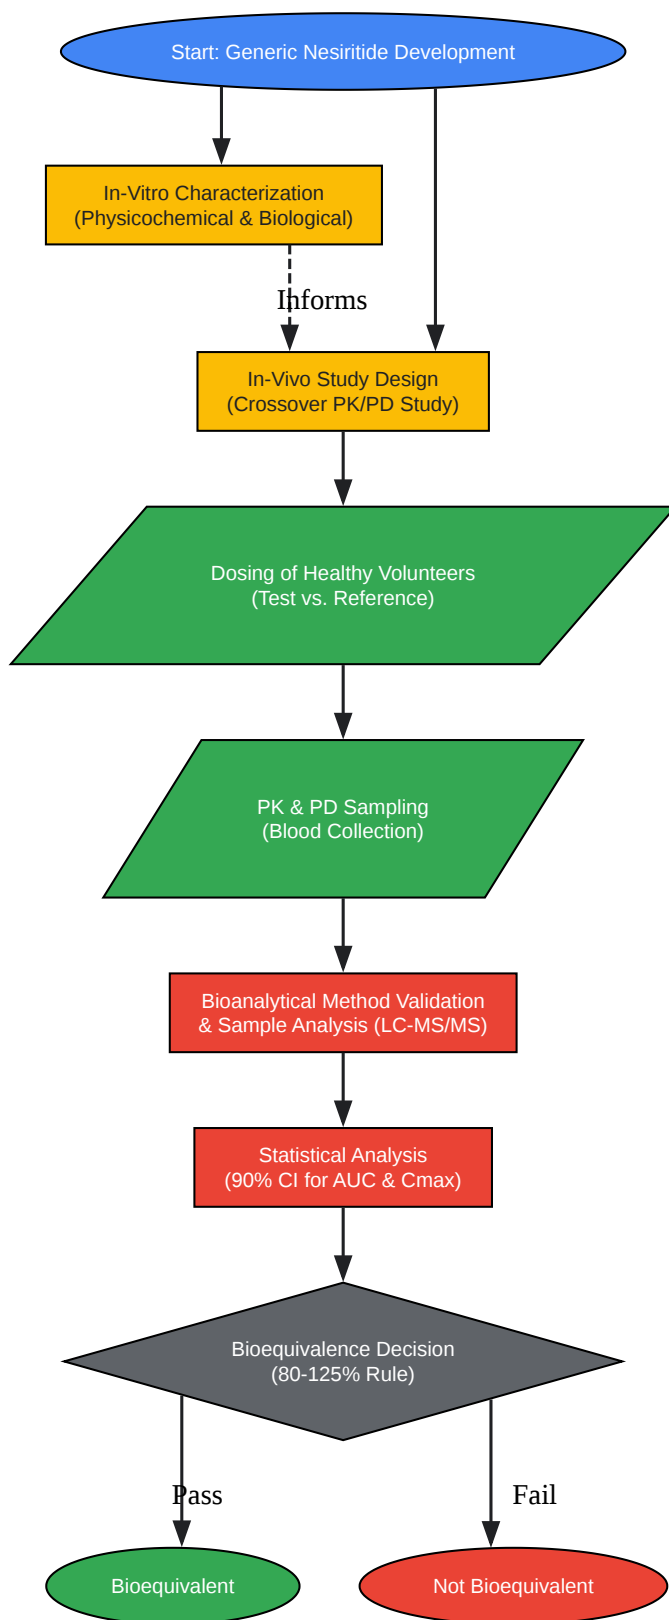 Start: Generic Nesiritide Development
In-Vitro Characterization
(Physicochemical & Biological)
Informs
In-Vivo Study Design
(Crossover PK/PD Study)
Dosing of Healthy Volunteers
(Test vs. Reference)
PK & PD Sampling
(Blood Collection)
Bioanalytical Method Validation
& Sample Analysis (LC-MS/MS)
Statistical Analysis
(90% CI for AUC & Cmax)
Bioequivalence Decision
(80-125% Rule)
Pass
Fail
Bioequivalent
Not Bioequivalent